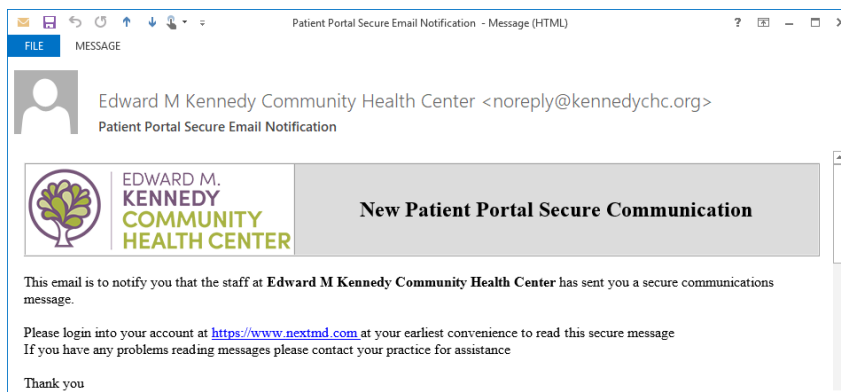 Patient Portal Secure Email Notification - Message (HTML)
?
FILE MESSAGE
Edward M Kennedy Community Health Center <noreply@kennedychc.org>
Patient Portal Secure Email Notification
EDWARD M.
KENNEDY
COMMUNITY
HEALTH CENTER
New Patient Portal Secure Communication
This email is to notify you that the staff at Edward M Kennedy Community Health Center has sent you a secure communications
message.
Please login into your account at https://www.nextmd.com at your earliest convenience to read this secure message
If you have any problems reading messages please contact your practice for assistance
Thank you